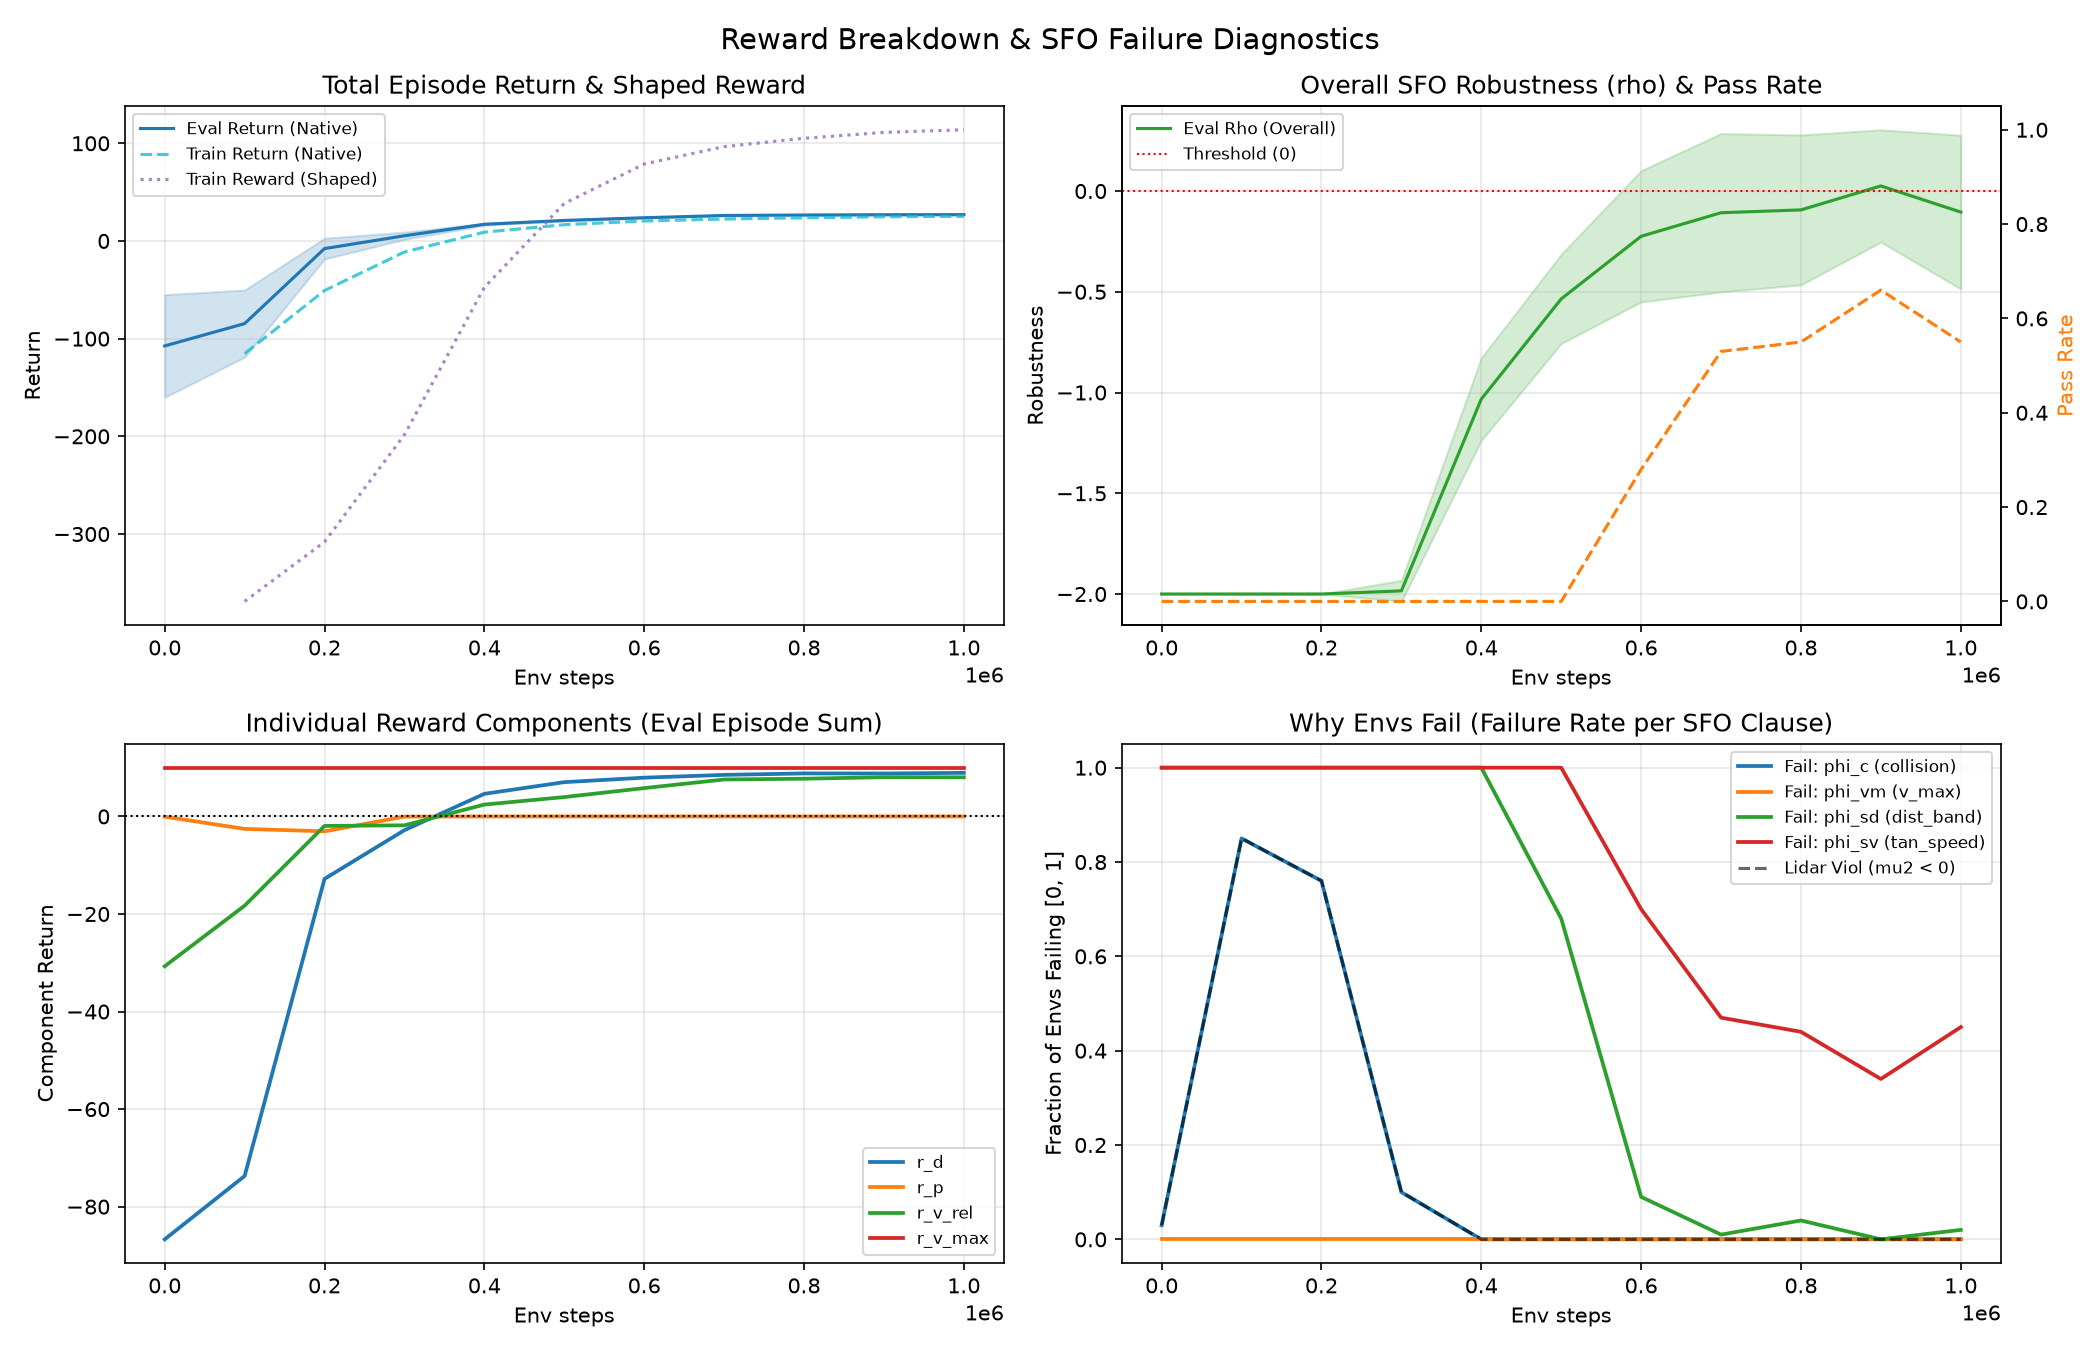 Reward Breakdown & SFO Failure Diagnostics
Total Episode Return & Shaped Reward
Eval Return (Native)
Train Return (Native)
Train Reward (Shaped)
100
0
−100
−200
−300
Return
0.0 0.2 0.4 0.6 0.8 1.0
1e6
Env steps
Overall SFO Robustness (rho) & Pass Rate
Eval Rho (Overall)
Threshold (0)
0.0
−0.5
−1.0
−1.5
−2.0
Robustness
1.0
0.8
0.6
0.4
0.2
0.0
Pass Rate
0.0 0.2 0.4 0.6 0.8 1.0
1e6
Env steps
Individual Reward Components (Eval Episode Sum)
0
−20
−40
−60
−80
Component Return
r_d
r_p
r_v_rel
r_v_max
0.0 0.2 0.4 0.6 0.8 1.0
1e6
Env steps
Why Envs Fail (Failure Rate per SFO Clause)
Fail: phi_c (collision)
Fail: phi_vm (v_max)
Fail: phi_sd (dist_band)
Fail: phi_sv (tan_speed)
Lidar Viol (mu2 < 0)
1.0
0.8
0.6
0.4
0.2
0.0
Fraction of Envs Failing [0, 1]
0.0 0.2 0.4 0.6 0.8 1.0
1e6
Env steps